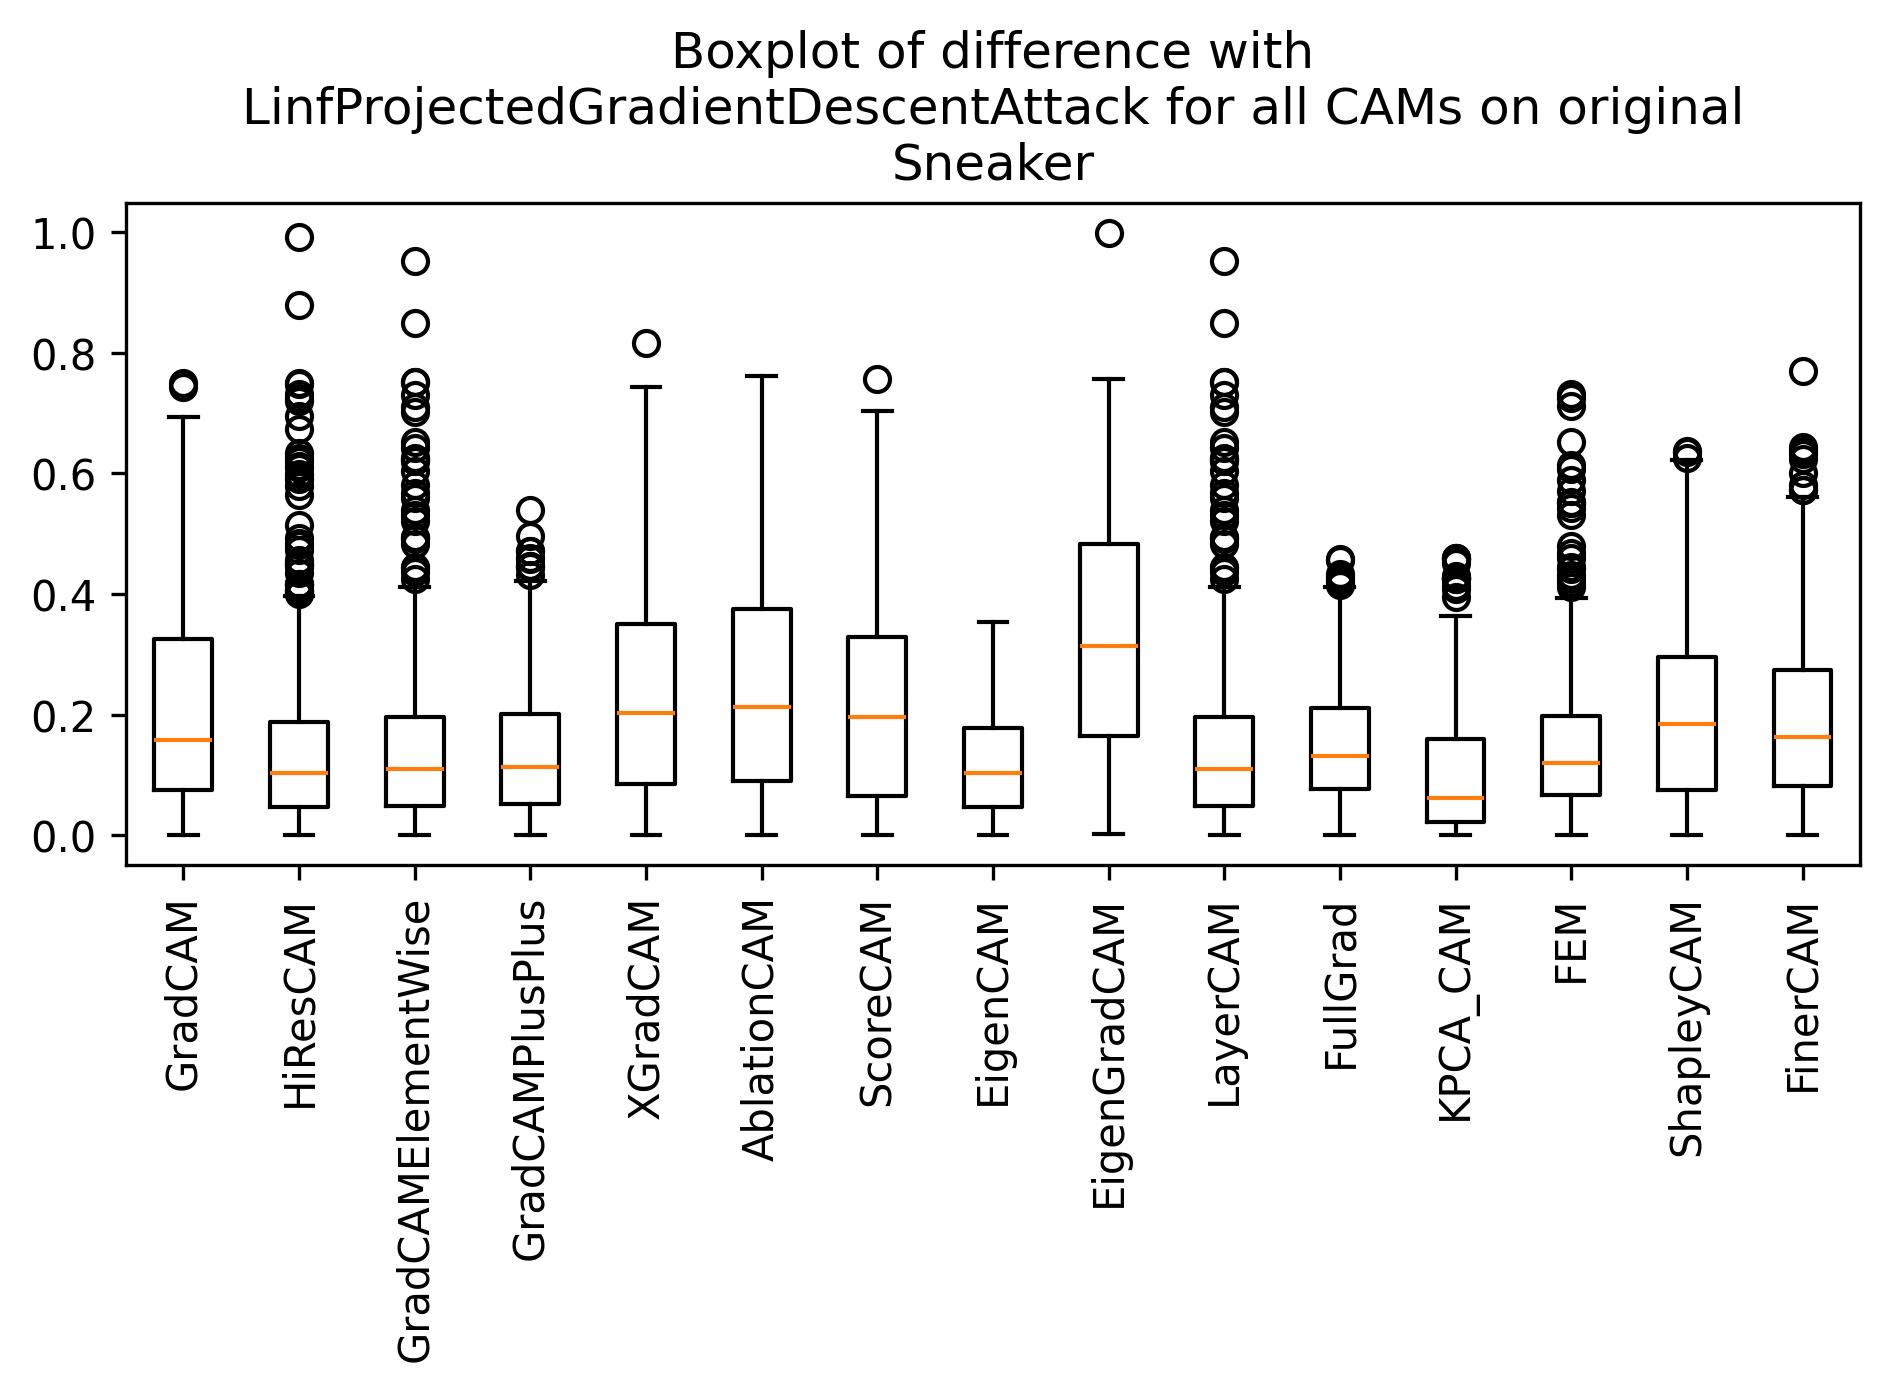 Boxplot of difference with
LinfProjectedGradientDescentAttack for all CAMs on original
Sneaker
1.0
0.8
0.6
0.4
0.2
0.0
GradCAM
HiResCAM
GradCAMElementWise
GradCAMPlusPlus
XGradCAM
AblationCAM
ScoreCAM
EigenCAM
EigenGradCAM
LayerCAM
FullGrad
KPCA_CAM
FEM
ShapleyCAM
FinerCAM